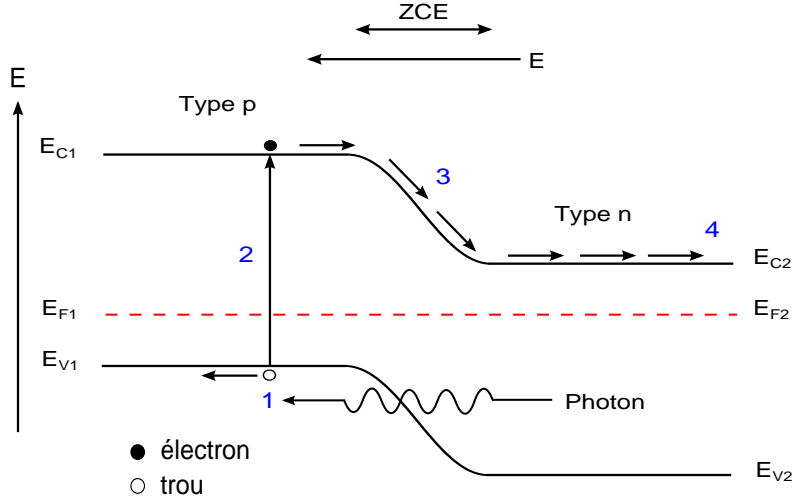 ZCE
E
E
Type p
E_C1
3
Type n
4
2
E_C2
E_F1
E_F2
E_V1
1
Photon
électron
trou
E_V2